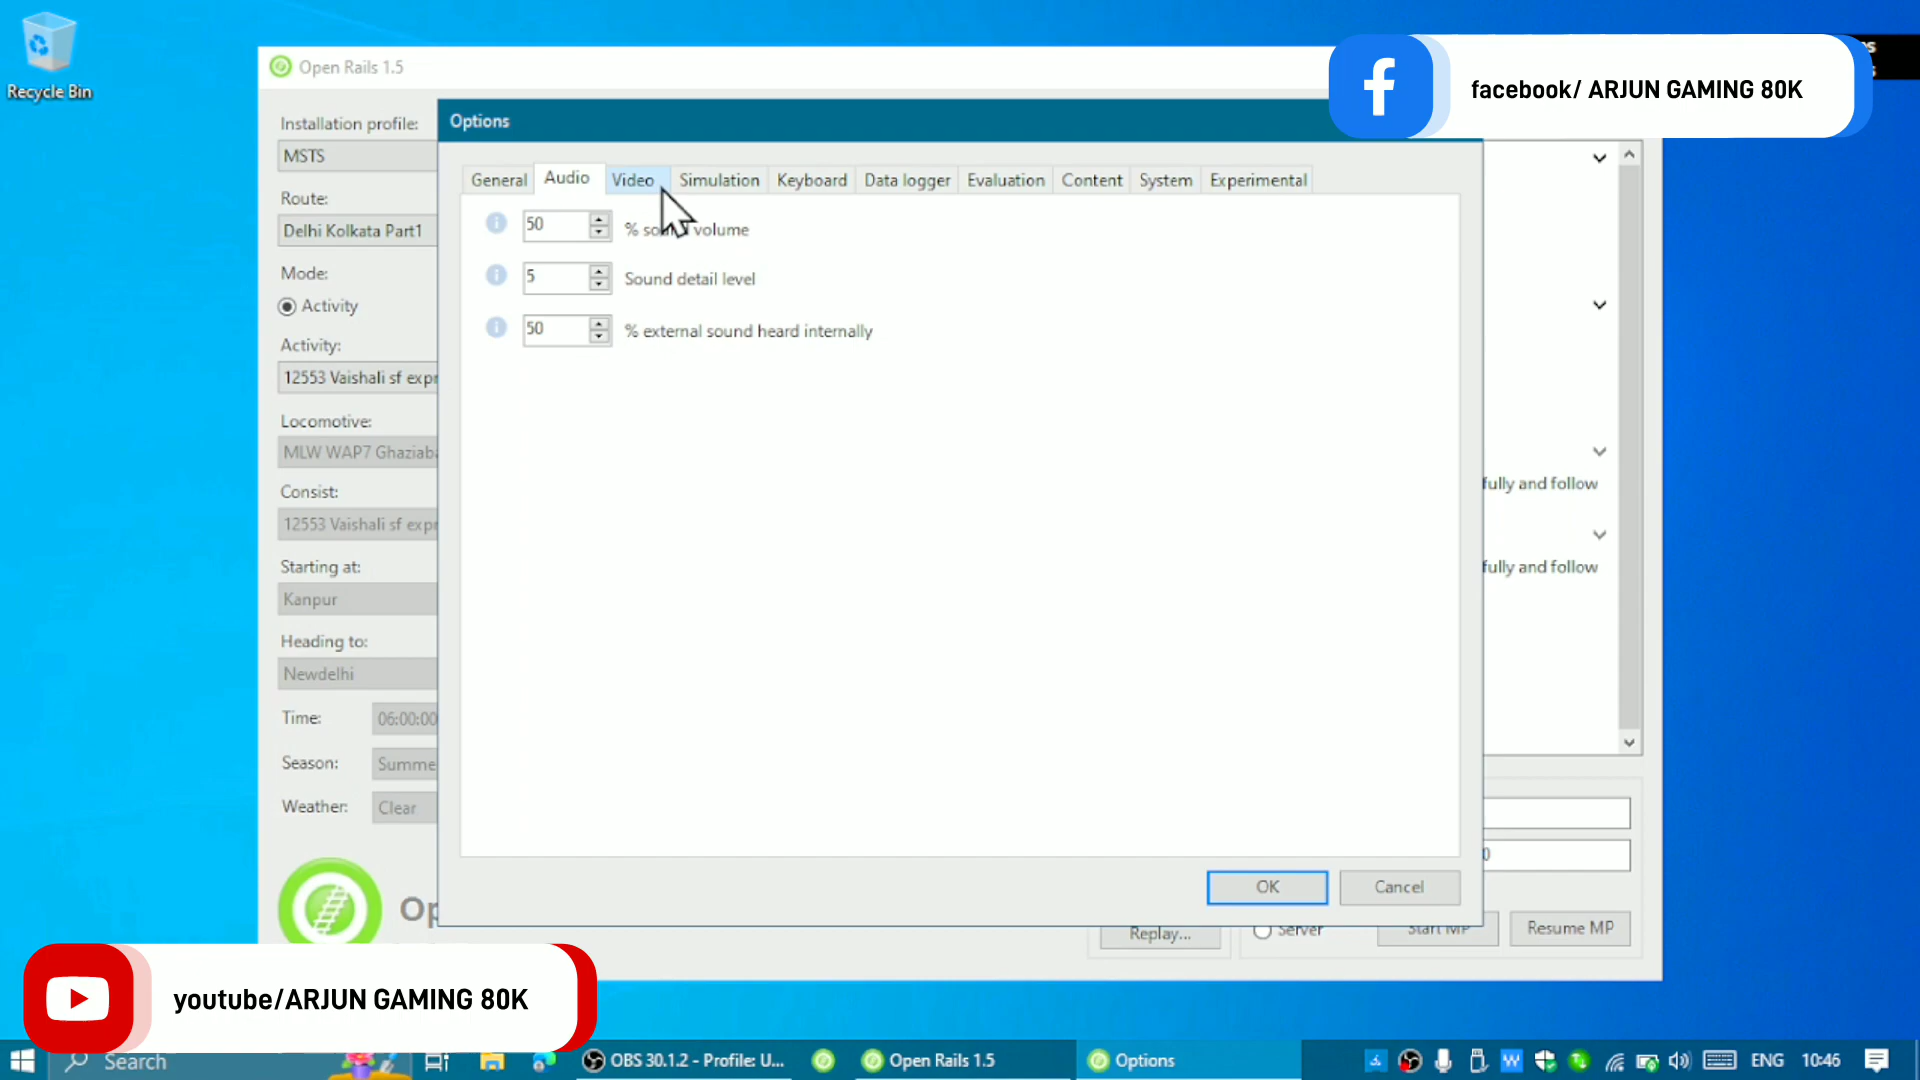 Recycle Bin
Open Rails 1.5
facebook/ ARJUN GAMING 80K
Installation profile:
MSTS
Route:
Delhi Kolkata Part1
Mode:
Activity
Activity:
12553 Vaishali sf expr
Locomotive:
MLW WAP7 Ghaziab
Consist:
12553 Vaishali sf expr
Starting at:
Kanpur
Heading to:
Newdelhi
Time: 06:00:00
Season: Summe
Weather: Clear
Options
General Audio Video Simulation Keyboard Data logger Evaluation Content System Experimental
50 % sound volume
5 Sound detail level
50 % external sound heard internally
fully and follow
fully and follow
0
OK Cancel
Replay... Server Start MP Resume MP
Op
youtube/ARJUN GAMING 80K
Search OBS 30.1.2 - Profile: U... Open Rails 1.5 Options W ENG 10:46